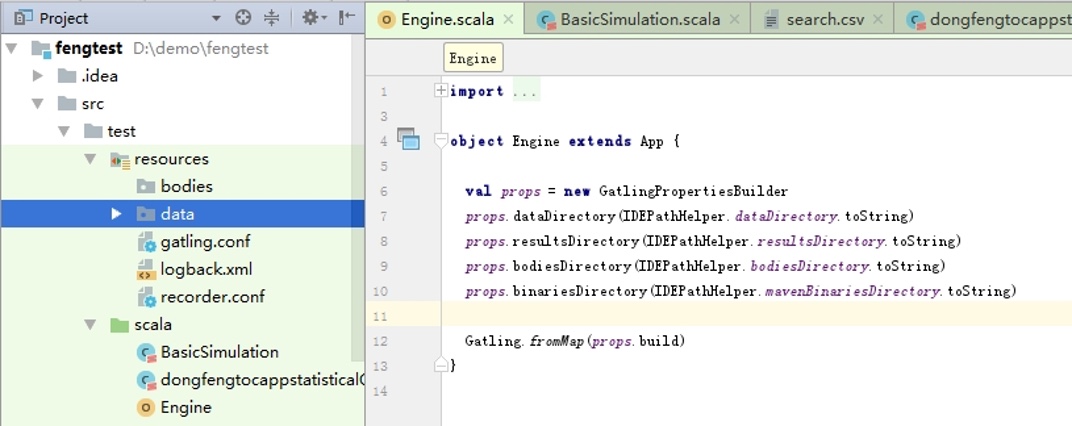 Project
fengtest D:\demo\fengtest
.idea
src
test
resources
bodies
data
gatling.conf
logback.xml
recorder.conf
scala
BasicSimulation
dongfengtocappstatistical
Engine
Engine.scala BasicSimulation.scala search.csv dongfengtocappst
Engine
1 import ...
3
4 object Engine extends App {
5
6 val props = new GatlingPropertiesBuilder
7 props.dataDirectory(IDEPathHelper.dataDirectory.toString)
8 props.resultsDirectory(IDEPathHelper.resultsDirectory.toString)
9 props.bodiesDirectory(IDEPathHelper.bodiesDirectory.toString)
10 props.binariesDirectory(IDEPathHelper.mavenBinariesDirectory.toString)
11
12 Gatling.fromMap(props.build)
13 }
14